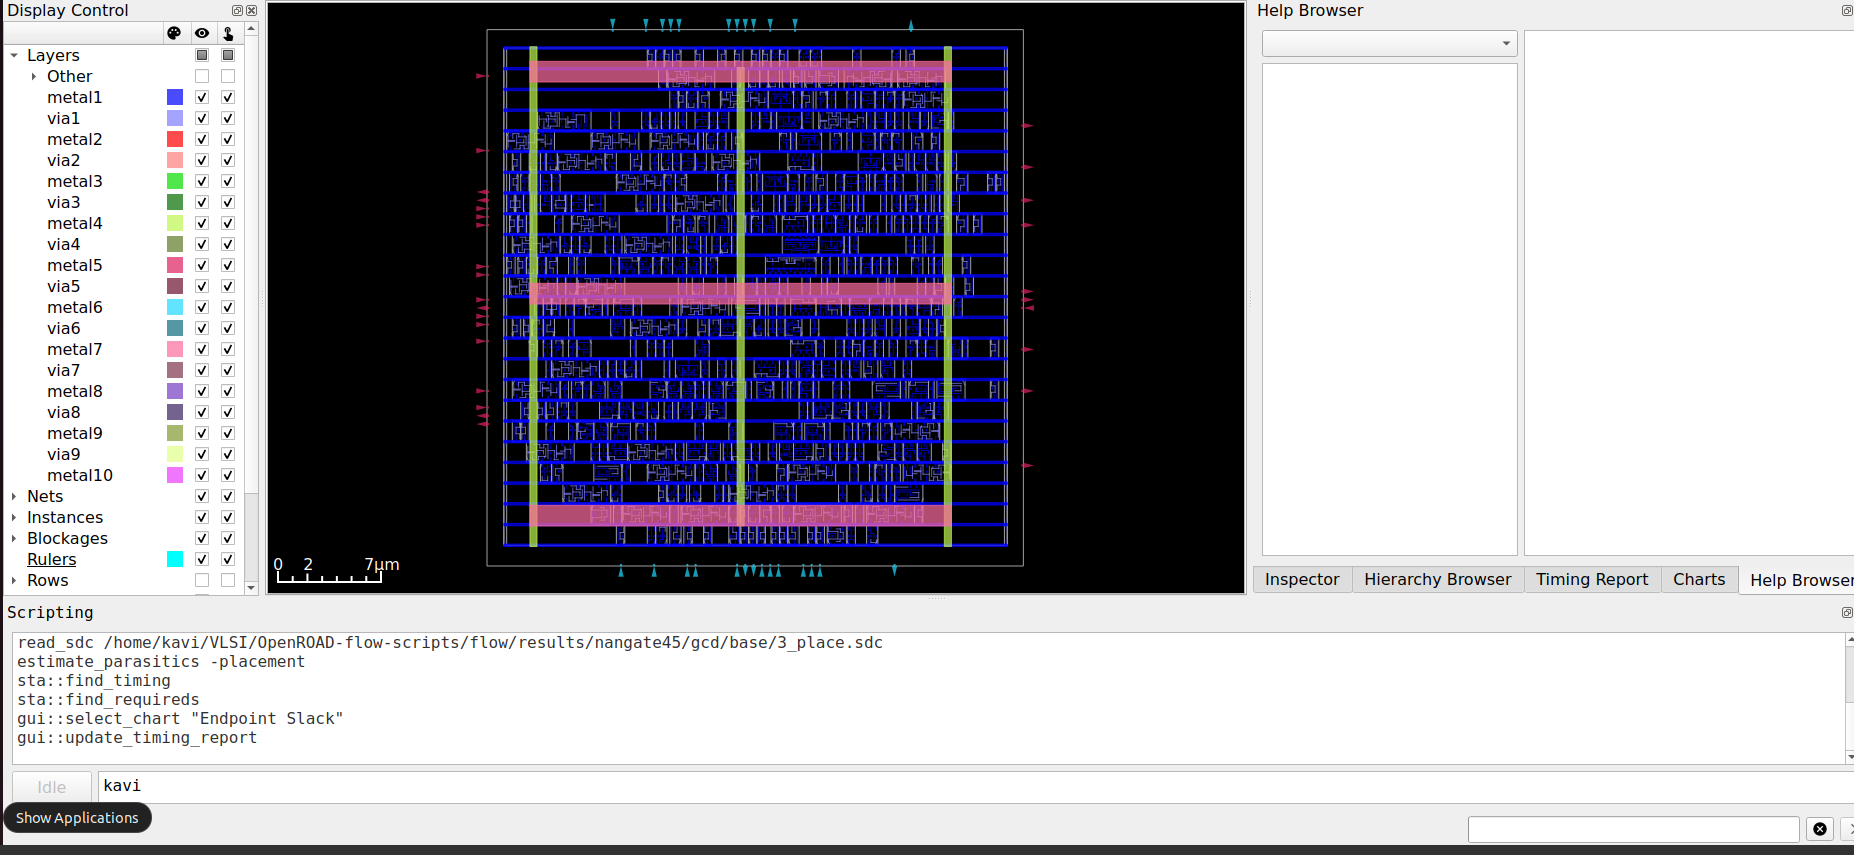 Display Control
Layers
Other
metal1
via1
metal2
via2
metal3
via3
metal4
via4
metal5
via5
metal6
via6
metal7
via7
metal8
via8
metal9
via9
metal10
Nets
Instances
Blockages
Rulers
Rows
0 2 7μm
Help Browser
Inspector Hierarchy Browser Timing Report Charts Help Browser
Scripting
read_sdc /home/kavi/VLSI/OpenROAD-flow-scripts/flow/results/nangate45/gcd/base/3_place.sdc
estimate_parasitics -placement
sta::find_timing
sta::find_requireds
gui::select_chart "Endpoint Slack"
gui::update_timing_report
Idle kavi
Show Applications